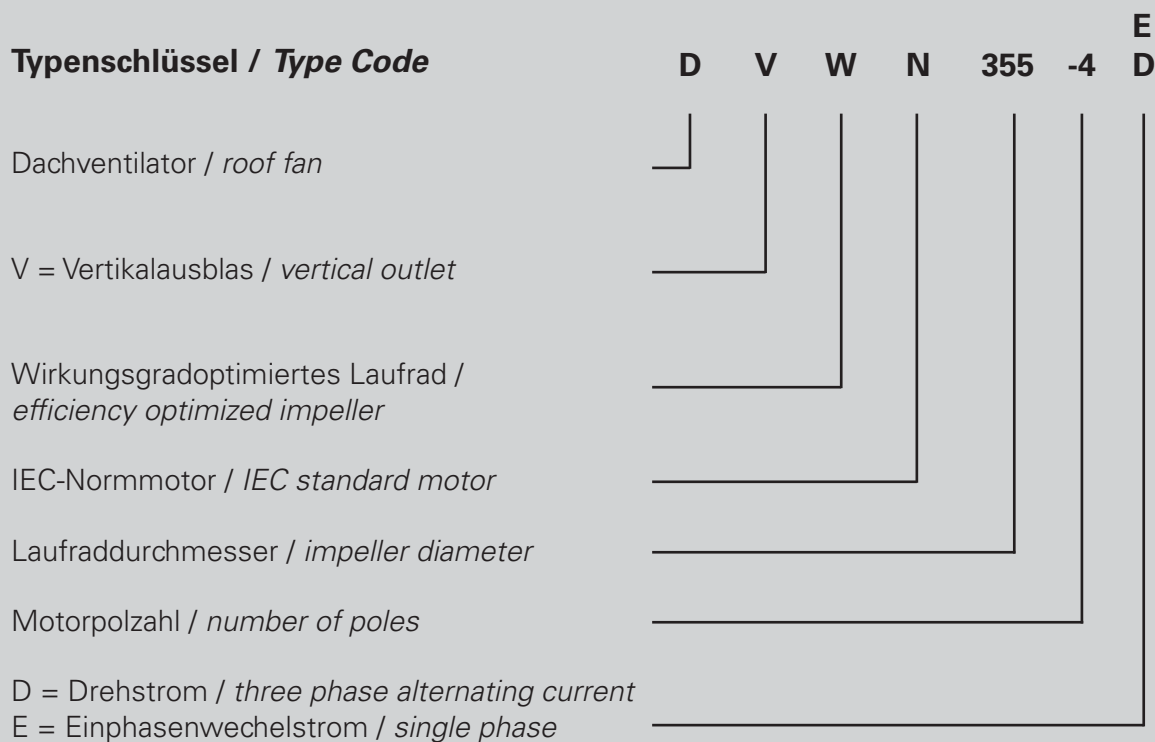 E
Typenschlüssel / Type Code D V W N 355 -4 D
Dachventilator / roof fan
V = Vertikalausblas / vertical outlet
Wirkungsgradoptimiertes Laufrad /
efficiency optimized impeller
IEC-Normmotor / IEC standard motor
Laufraddurchmesser / impeller diameter
Motorpolzahl / number of poles
D = Drehstrom / three phase alternating current
E = Einphasenwechelstrom / single phase